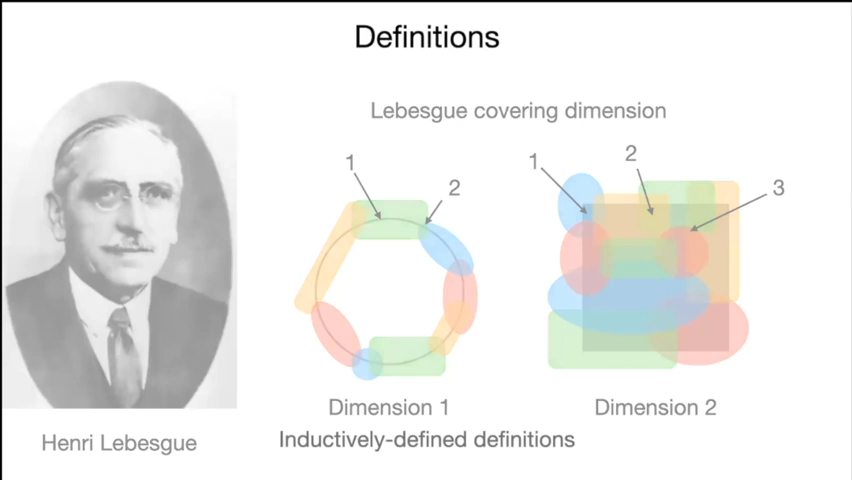 Definitions
Lebesgue covering dimension
1
2
1
2
3
Dimension 1
Dimension 2
Henri Lebesgue
Inductively-defined definitions